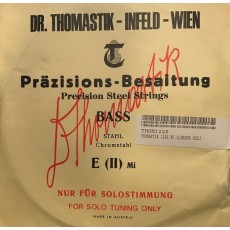 DR. THOMASTIK - INFELD - WIEN
Präzisions-Besaitung
Precision Steel Strings
BASS
STAHL
Chromstahl
E (II) Mi
Thomastik
NUR FÜR SOLOSTIMMUNG
FOR SOLO TUNING ONLY
MADE IN AUSTRIA